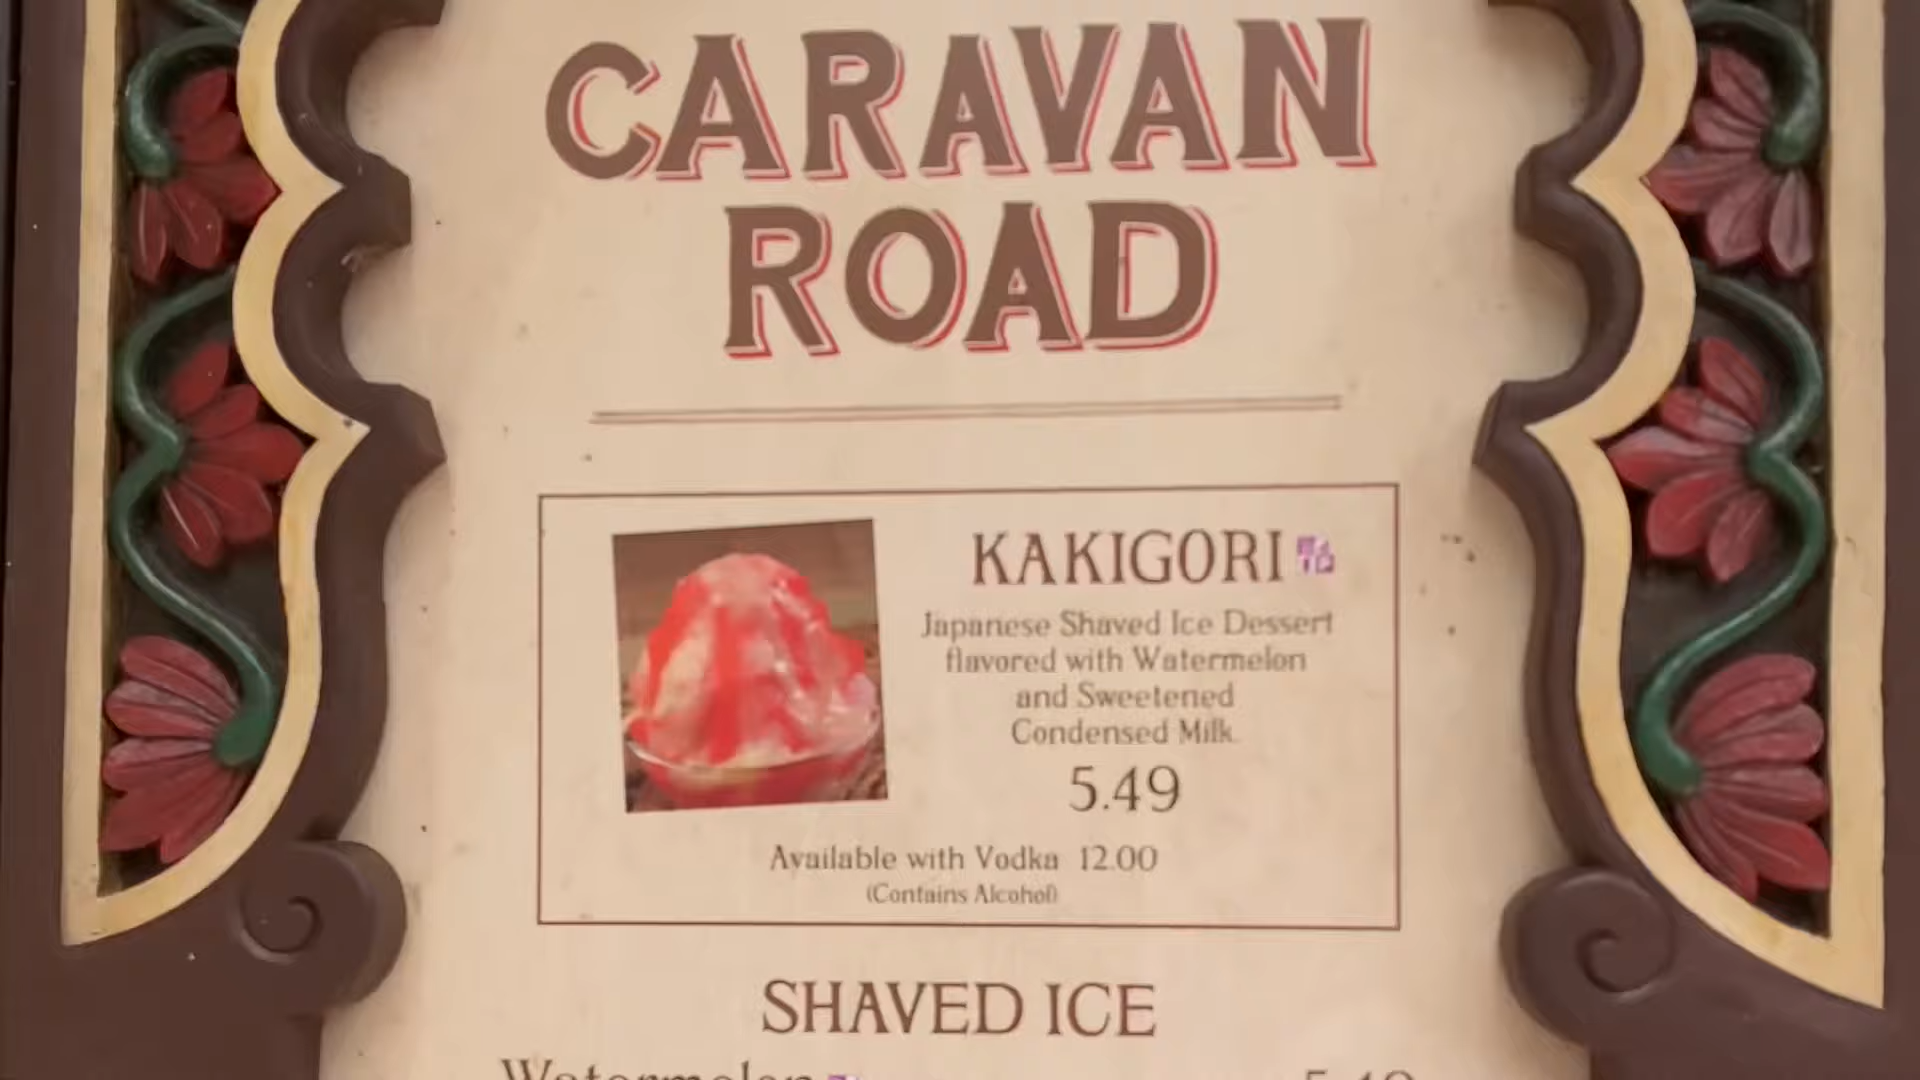 CARAVAN
ROAD
KAKIGORI
Japanese Shaved Ice Dessert
flavored with Watermelon
and Sweetened
Condensed Milk
5.49
Available with Vodka 12.00
(Contains Alcohol)
SHAVED ICE
Watermelon